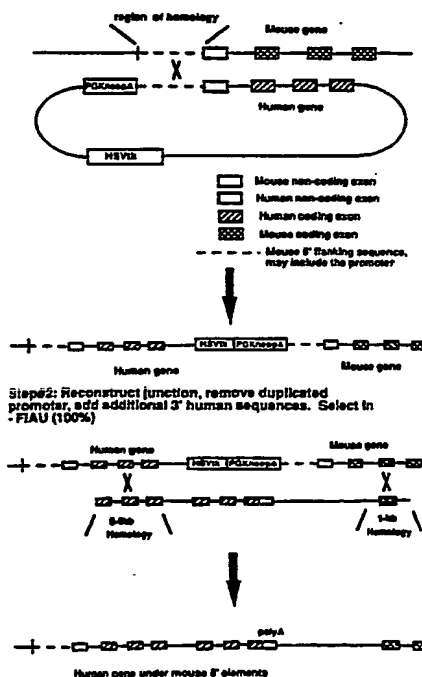 region of homology
Mouse gene
X
PGKneopA
Human gene
HSVtk
Mouse non-coding exon
Human non-coding exon
Human coding exon
Mouse coding exon
Mouse 5' flanking sequence,
may include the promoter
HSVtk PGKneopA
Human gene Mouse gene
Step#2: Reconstruct junction, remove duplicated
promoter, add additional 3' human sequences. Select in
- FIAU (100%)
Human gene Mouse gene
HSVtk PGKneopA
X X
Homology Homology
polyA
Human gene under mouse 5' elements